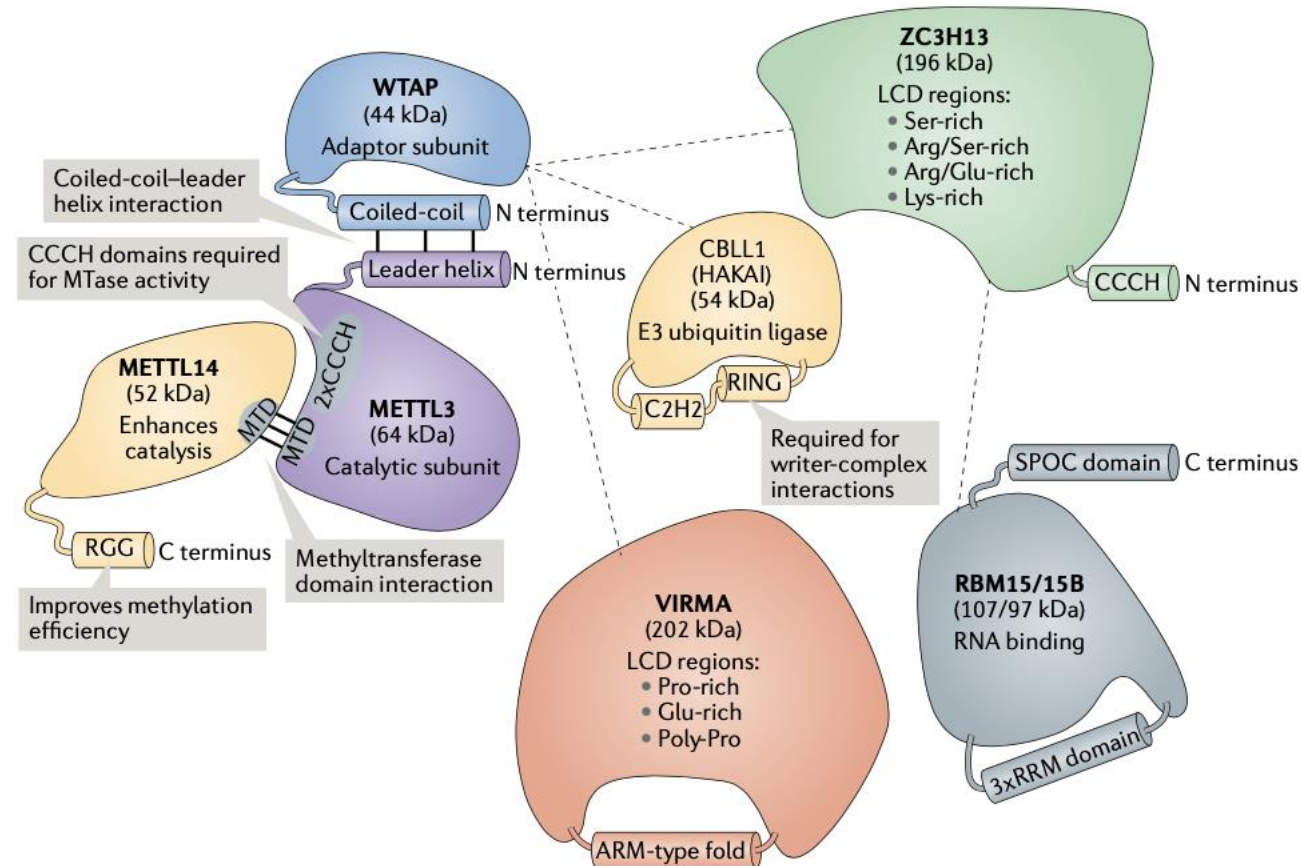 WTAP
(44 kDa)
Adaptor subunit
Coiled-coil–leader
helix interaction
Coiled-coil
N terminus
CCCH domains required
for MTase activity
Leader helix
N terminus
METTL14
(52 kDa)
Enhances
catalysis
MTD
MTD
2xCCCH
METTL3
(64 kDa)
Catalytic subunit
RGG
C terminus
Improves methylation
efficiency
Methyltransferase
domain interaction
ZC3H13
(196 kDa)
LCD regions:
• Ser-rich
• Arg/Ser-rich
• Arg/Glu-rich
• Lys-rich
CCCH
N terminus
CBLL1
(HAKAI)
(54 kDa)
E3 ubiquitin ligase
C2H2
RING
Required for
writer-complex
interactions
VIRMA
(202 kDa)
LCD regions:
• Pro-rich
• Glu-rich
• Poly-Pro
ARM-type fold
SPOC domain
C terminus
RBM15/15B
(107/97 kDa)
RNA binding
3xRRM domain